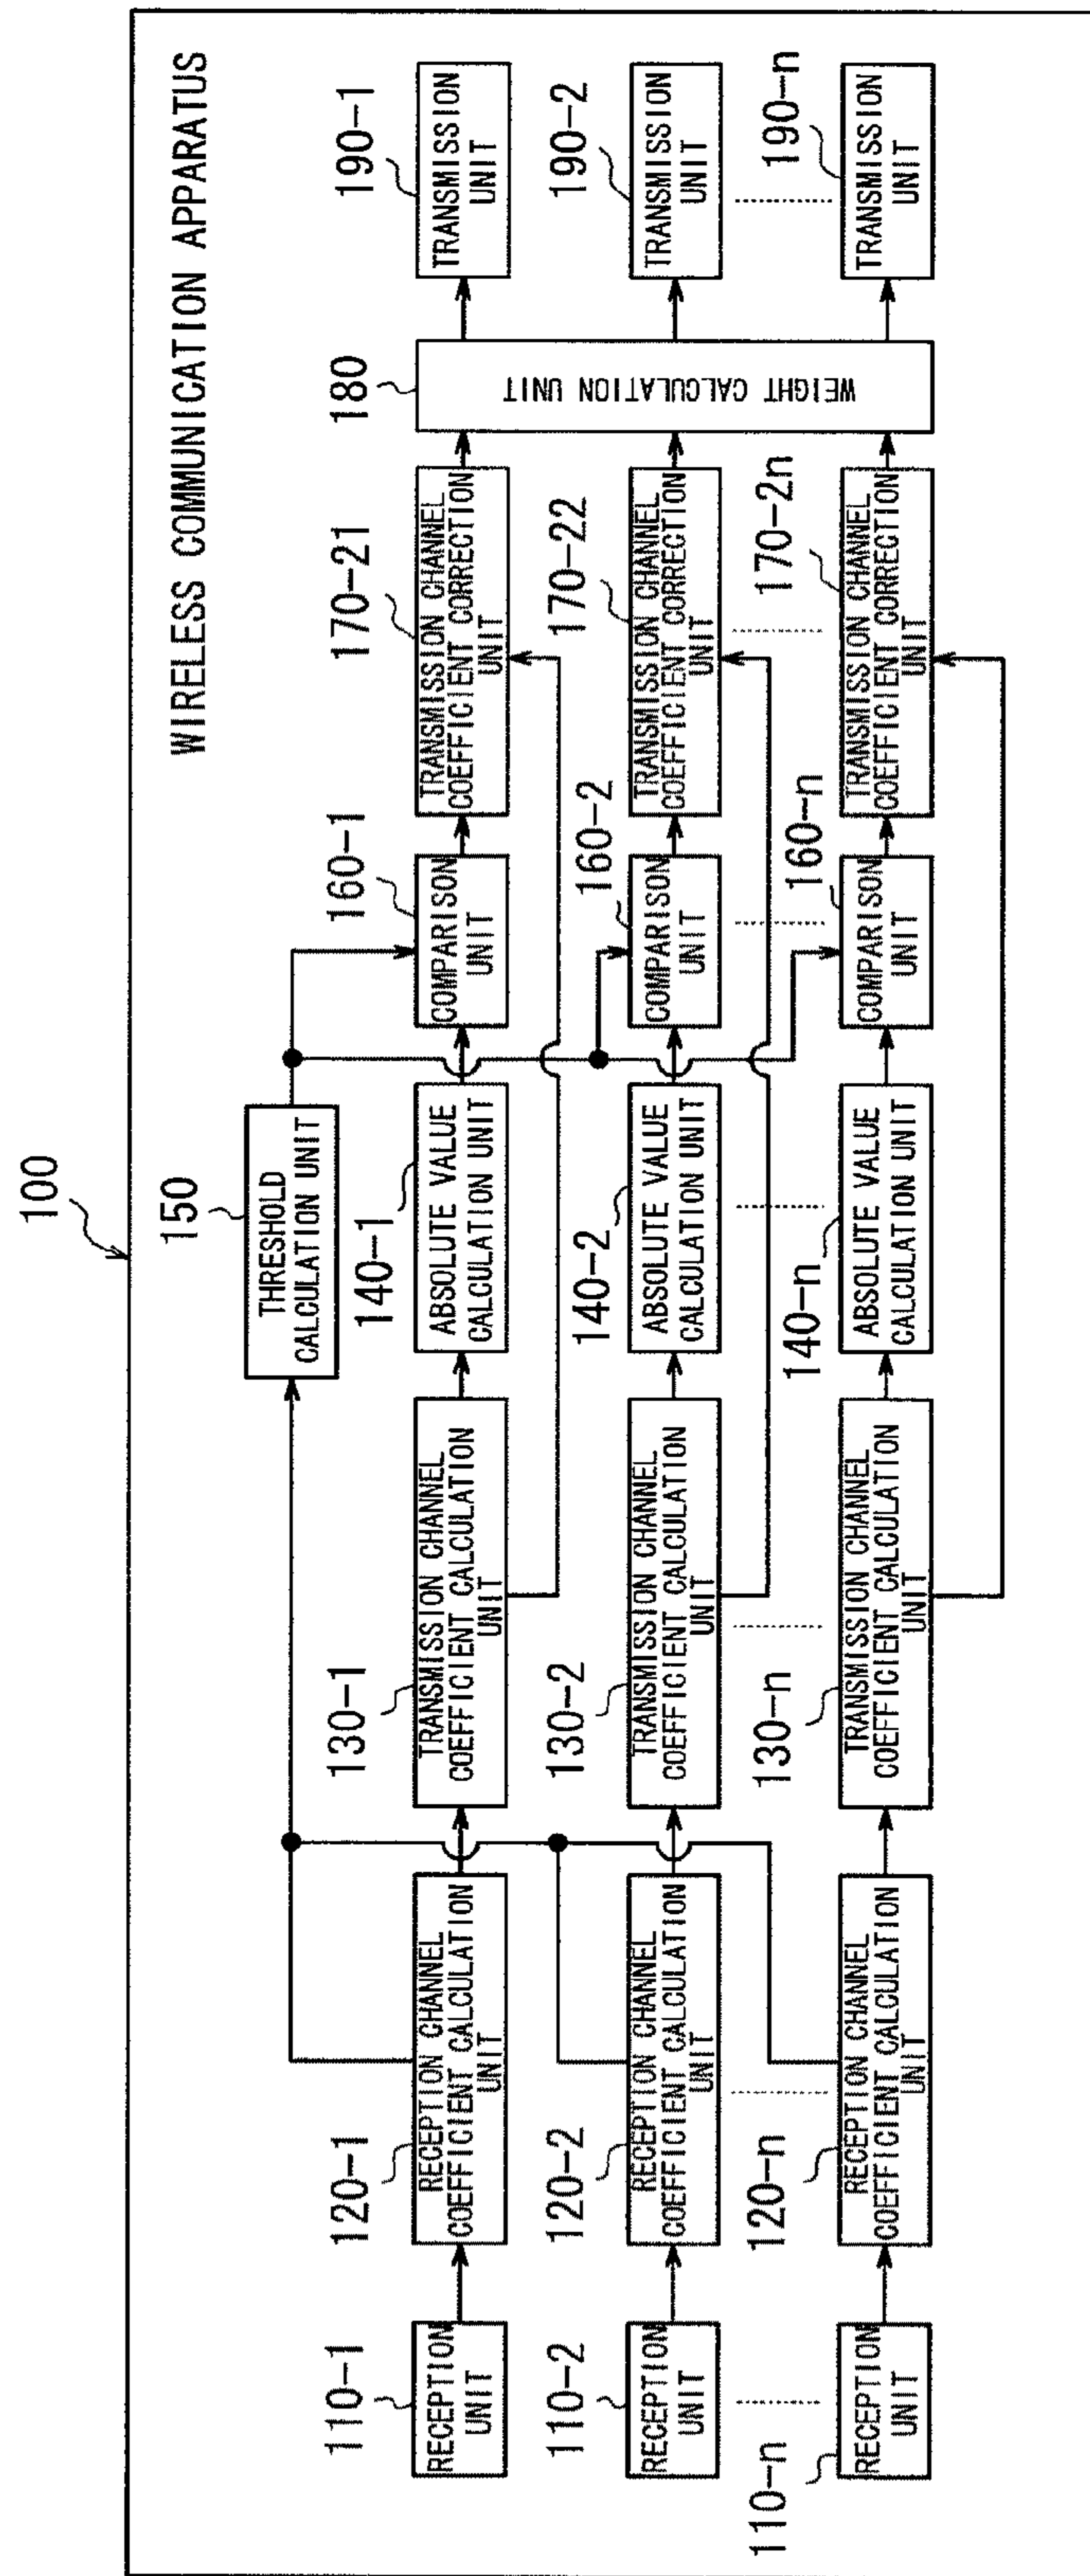 100
WIRELESS COMMUNICATION APPARATUS
150
THRESHOLD
CALCULATION UNIT
110-1
RECEPTION
UNIT
120-1
RECEPTION CHANNEL
COEFFICIENT CALCULATION
UNIT
130-1
TRANSMISSION CHANNEL
COEFFICIENT CALCULATION
UNIT
140-1
ABSOLUTE VALUE
CALCULATION UNIT
160-1
COMPARISON
UNIT
170-21
TRANSMISSION CHANNEL
COEFFICIENT CORRECTION
UNIT
180
WEIGHT CALCULATION UNIT
190-1
TRANSMISSION
UNIT
110-2
RECEPTION
UNIT
120-2
RECEPTION CHANNEL
COEFFICIENT CALCULATION
UNIT
130-2
TRANSMISSION CHANNEL
COEFFICIENT CALCULATION
UNIT
140-2
ABSOLUTE VALUE
CALCULATION UNIT
160-2
COMPARISON
UNIT
170-22
TRANSMISSION CHANNEL
COEFFICIENT CORRECTION
UNIT
190-2
TRANSMISSION
UNIT
110-n
RECEPTION
UNIT
120-n
RECEPTION CHANNEL
COEFFICIENT CALCULATION
UNIT
130-n
TRANSMISSION CHANNEL
COEFFICIENT CALCULATION
UNIT
140-n
ABSOLUTE VALUE
CALCULATION UNIT
160-n
COMPARISON
UNIT
170-2n
TRANSMISSION CHANNEL
COEFFICIENT CORRECTION
UNIT
190-n
TRANSMISSION
UNIT